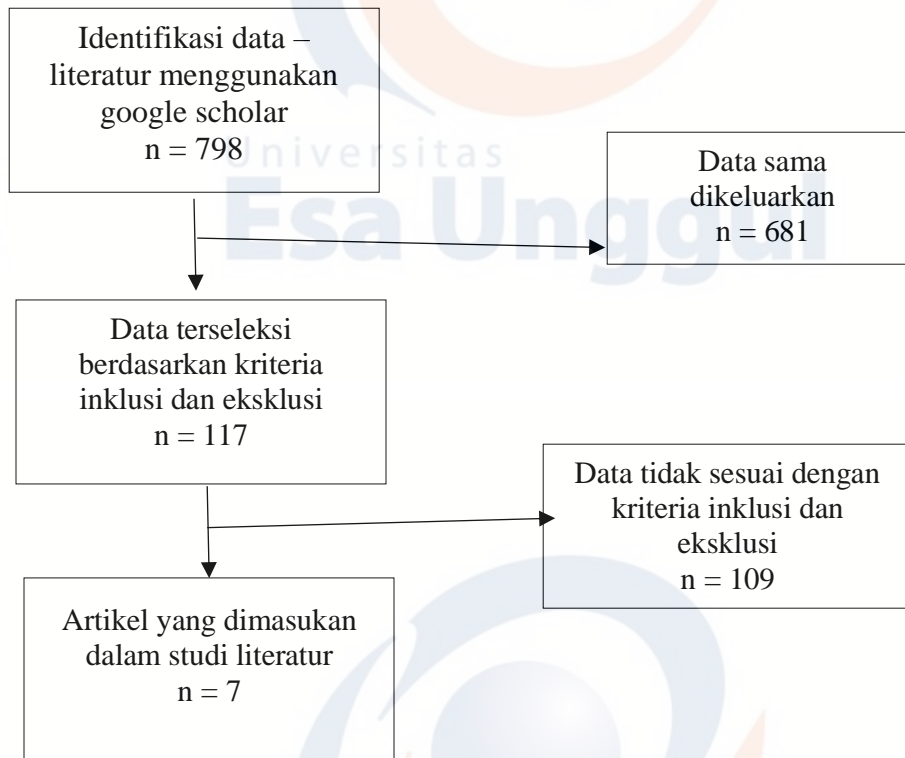 Identifikasi data –
literatur menggunakan
google scholar
n = 798
Universitas
Esa Unggul
Data sama
dikeluarkan
n = 681
Data terseleksi
berdasarkan kriteria
inklusi dan eksklusi
n = 117
Data tidak sesuai dengan
kriteria inklusi dan
eksklusi
n = 109
Artikel yang dimasukan
dalam studi literatur
n = 7